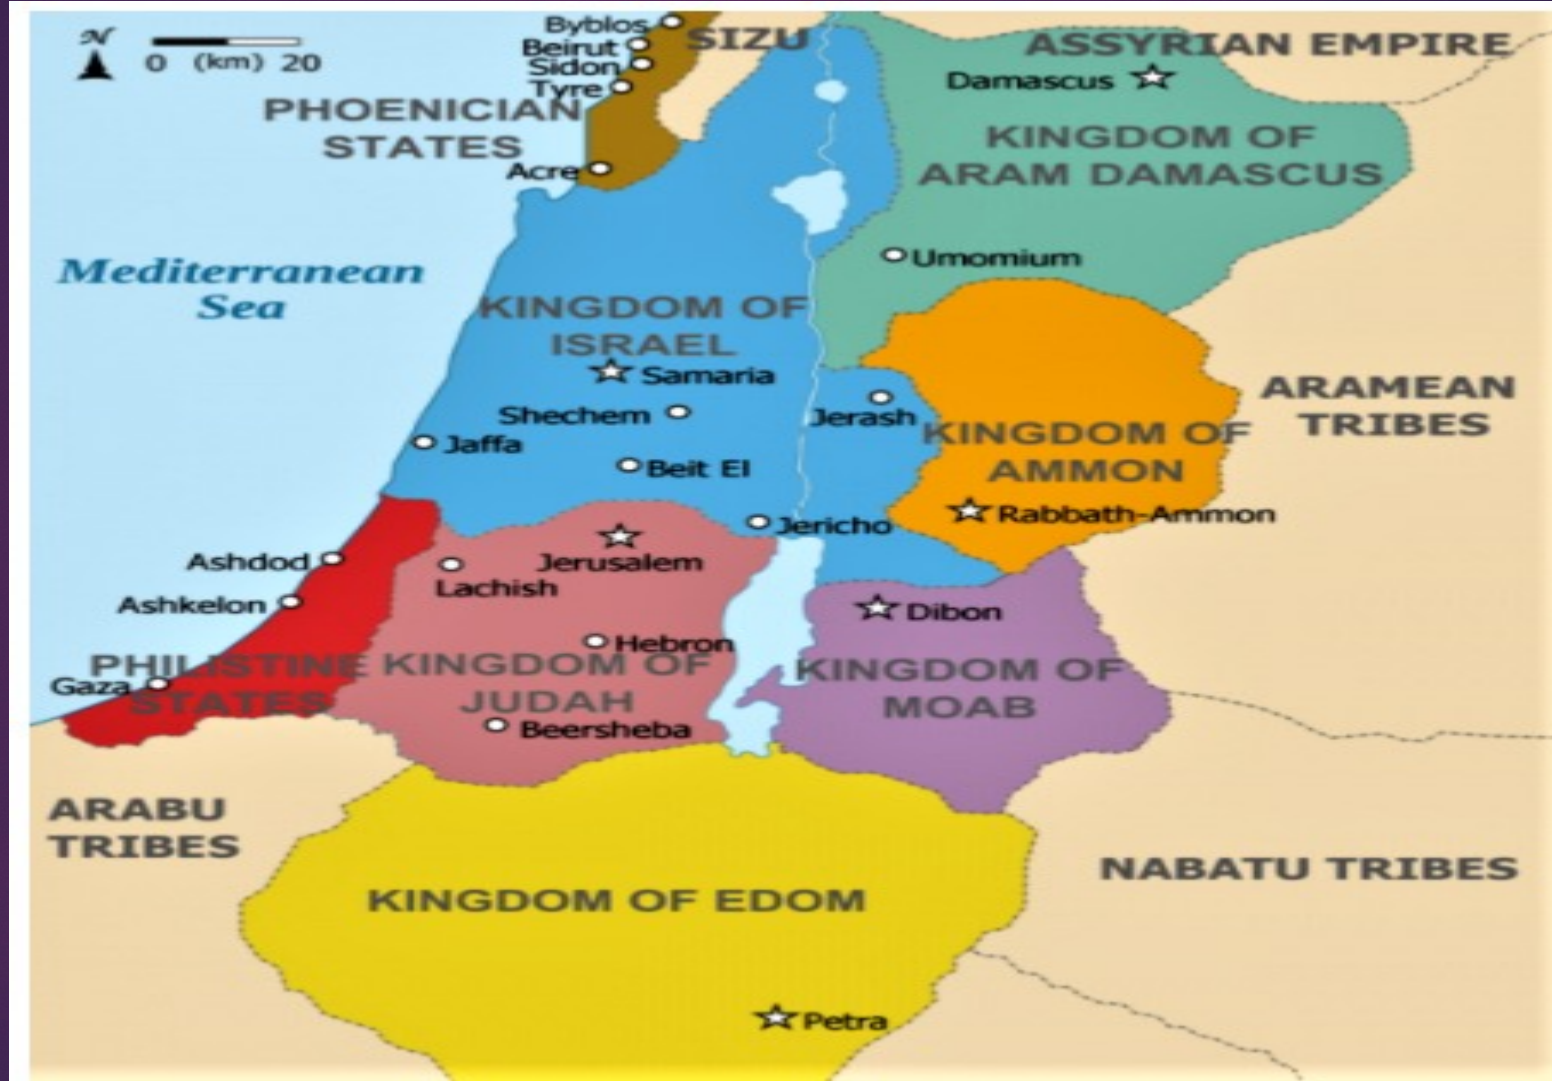 Byblos
SIZU
ASSYRIAN EMPIRE
N
Beirut
0 (km) 20
Sidon
Damascus
Tyre
PHOENICIAN
STATES
KINGDOM OF
ARAM DAMASCUS
Acre
Umomium
Mediterranean
Sea
KINGDOM OF
ISRAEL
Samaria
ARAMEAN
TRIBES
Shechem
Jerash
Jaffa
KINGDOM OF
AMMON
Beit El
Rabbath-Ammon
Jericho
Ashdod
Jerusalem
Lachish
Ashkelon
Dibon
Hebron
PHILISTINE
STATES
Gaza
KINGDOM OF
JUDAH
KINGDOM OF
MOAB
Beersheba
ARABU
TRIBES
NABATU TRIBES
KINGDOM OF EDOM
Petra